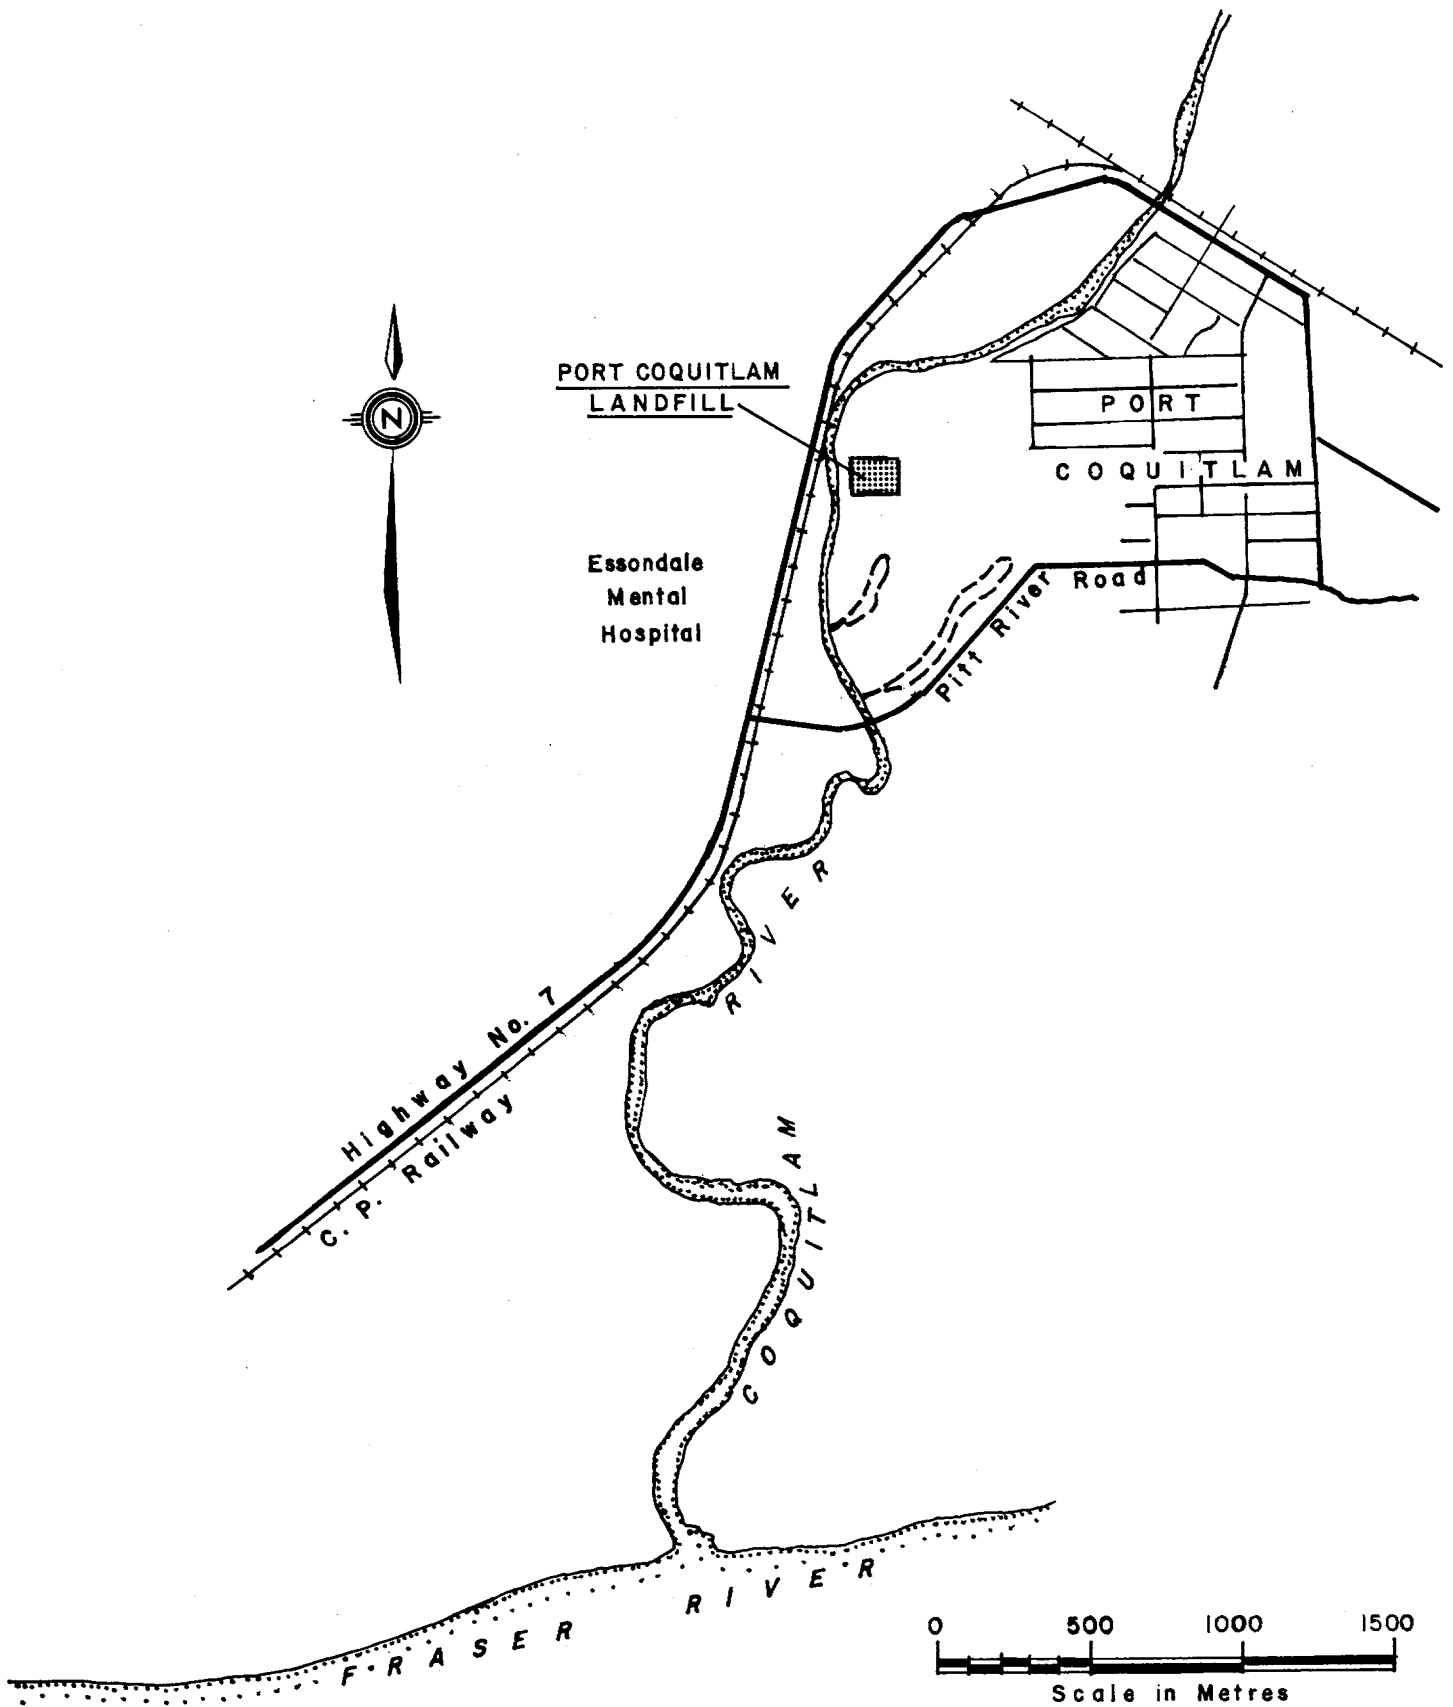 PORT COQUITLAM
LANDFILL
N
PORT
COQUITLAM
Essondale
Mental
Hospital
Pitt River Road
RIVER
Highway No. 7
C. P. Railway
COQUITLAM
FRASER RIVER
0 500 1000 1500
Scale in Metres